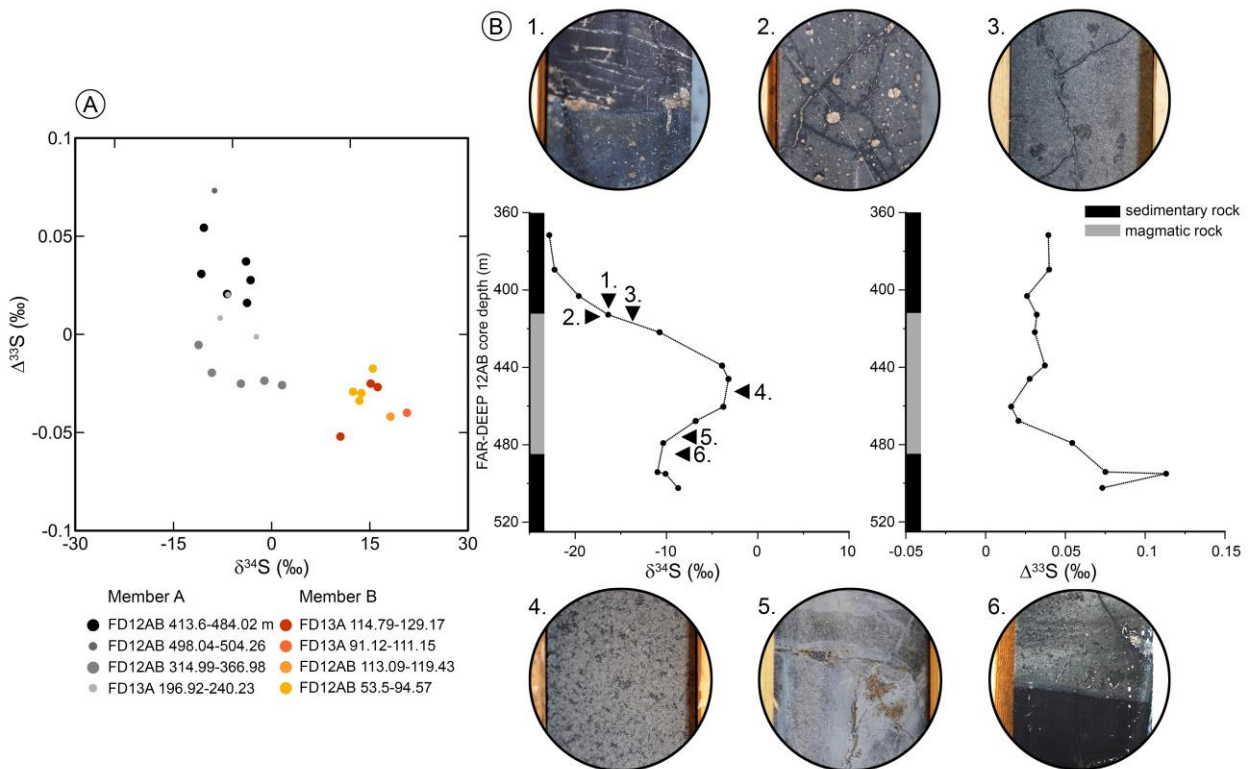 A
0.1
0.05
0
-0.05
-0.1
Δ³³S (‰)
-30
-15
0
15
30
δ³⁴S (‰)
Member A
FD12AB 413.6-484.02 m
FD12AB 498.04-504.26
FD12AB 314.99-366.98
FD13A 196.92-240.23
Member B
FD13A 114.79-129.17
FD13A 91.12-111.15
FD12AB 113.09-119.43
FD12AB 53.5-94.57
B
1.
2.
3.
360
400
440
480
520
FAR-DEEP 12AB core depth (m)
1.
2.
3.
4.
5.
6.
-20
-10
0
10
δ³⁴S (‰)
sedimentary rock
magmatic rock
360
400
440
480
520
-0.05
0
0.05
0.1
0.15
Δ³³S (‰)
4.
5.
6.